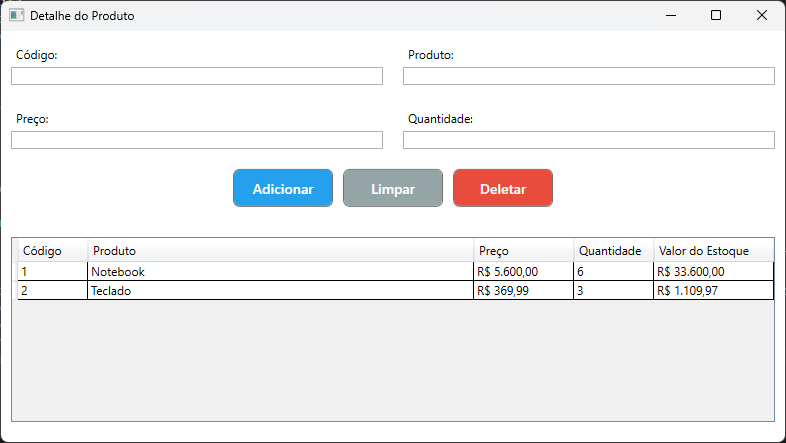 Detalhe do Produto
Código: Produto:
Preço: Quantidade:
Adicionar Limpar Deletar
Código Produto Preço Quantidade Valor do Estoque
1 Notebook R$ 5.600,00 6 R$ 33.600,00
2 Teclado R$ 369,99 3 R$ 1.109,97